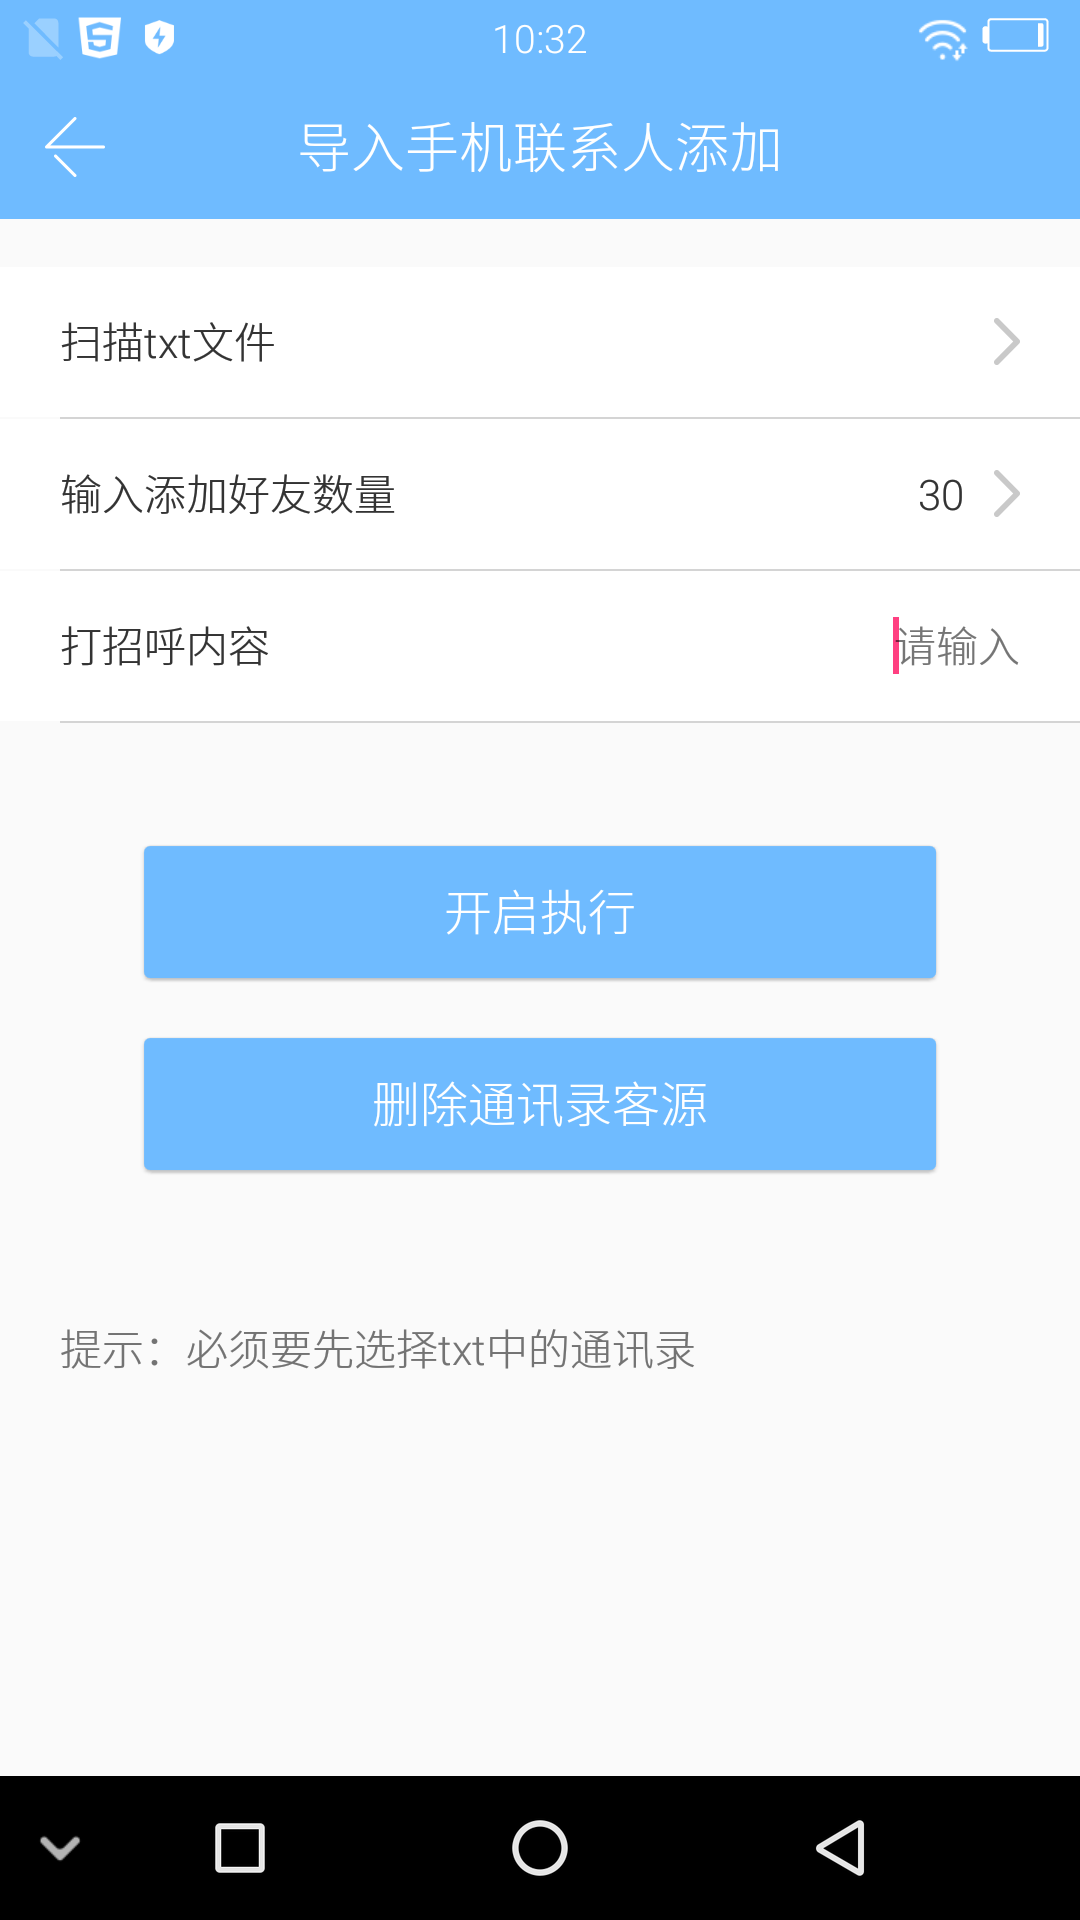 10:32
导入手机联系人添加
扫描txt文件
输入添加好友数量 30
打招呼内容 请输入
开启执行
删除通讯录客源
提示：必须要先选择txt中的通讯录